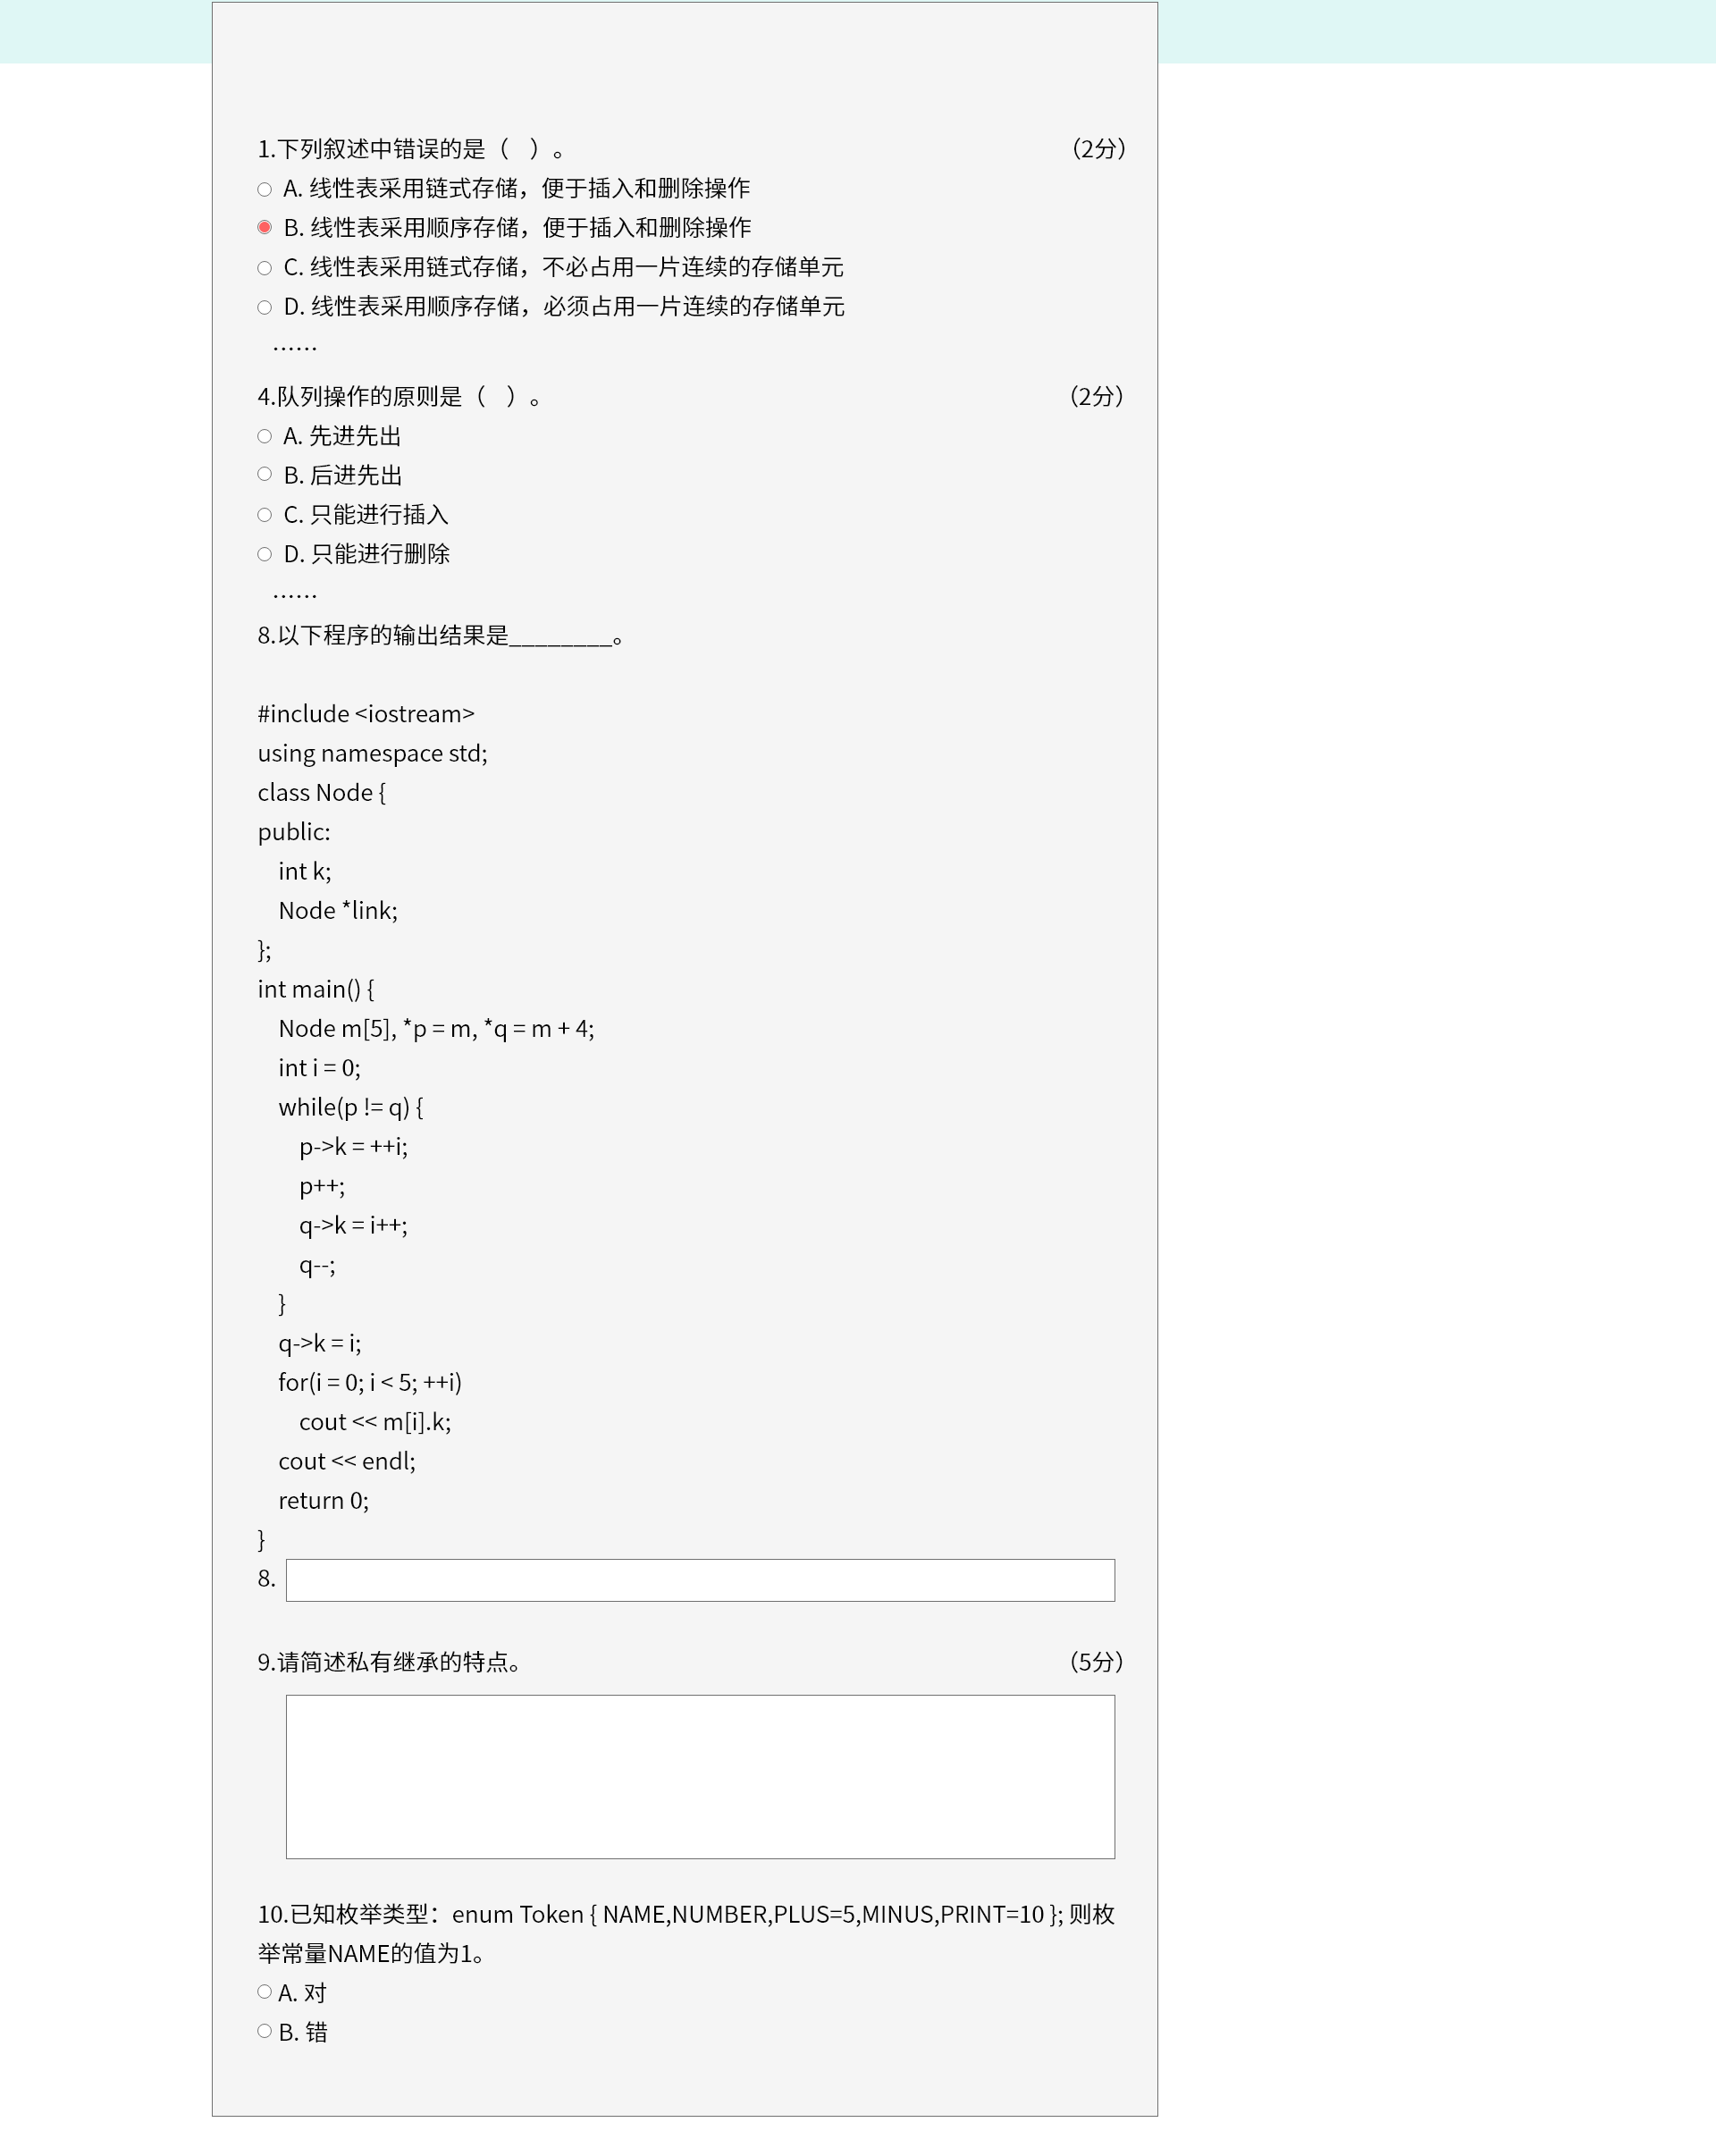 1.下列叙述中错误的是（　）。 （2分）
A. 线性表采用链式存储，便于插入和删除操作
B. 线性表采用顺序存储，便于插入和删除操作
C. 线性表采用链式存储，不必占用一片连续的存储单元
D. 线性表采用顺序存储，必须占用一片连续的存储单元
……
4.队列操作的原则是（　）。 （2分）
A. 先进先出
B. 后进先出
C. 只能进行插入
D. 只能进行删除
……
8.以下程序的输出结果是________。
#include <iostream>
using namespace std;
class Node {
public:
    int k;
    Node *link;
};
int main() {
    Node m[5], *p = m, *q = m + 4;
    int i = 0;
    while(p != q) {
        p->k = ++i;
        p++;
        q->k = i++;
        q--;
    }
    q->k = i;
    for(i = 0; i < 5; ++i)
        cout << m[i].k;
    cout << endl;
    return 0;
}
8.
9.请简述私有继承的特点。 （5分）
10.已知枚举类型：enum Token { NAME,NUMBER,PLUS=5,MINUS,PRINT=10 }; 则枚
举常量NAME的值为1。
A. 对
B. 错